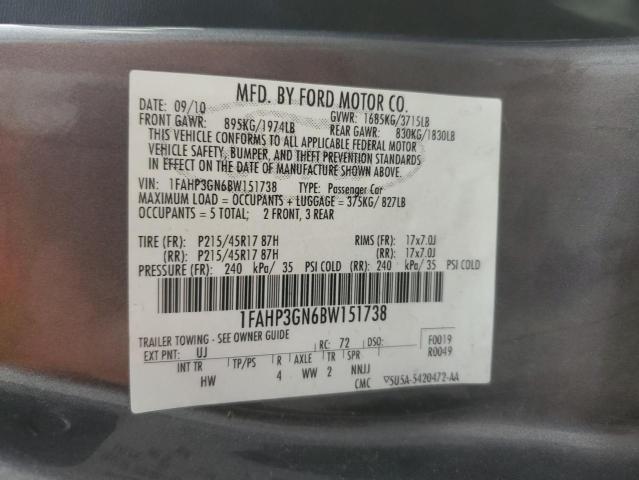 MFD. BY FORD MOTOR CO.
DATE: 09/10 GVWR: 1685KG/3715LB
FRONT GAWR: 895KG/1974LB REAR GAWR: 830KG/1830LB
THIS VEHICLE CONFORMS TO ALL APPLICABLE FEDERAL MOTOR
VEHICLE SAFETY, BUMPER, AND THEFT PREVENTION STANDARDS
IN EFFECT ON THE DATE OF MANUFACTURE SHOWN ABOVE.
VIN: 1FAHP3GN6BW151738 TYPE: Passenger Car
MAXIMUM LOAD = OCCUPANTS + LUGGAGE = 375KG/ 827LB
OCCUPANTS = 5 TOTAL; 2 FRONT, 3 REAR
TIRE (FR): P215/45R17 87H RIMS (FR): 17x7.0J
(RR): P215/45R17 87H (RR): 17x7.0J
PRESSURE (FR): 240 kPa/ 35 PSI COLD (RR): 240 kPa/ 35 PSI COLD
1FAHP3GN6BW151738
TRAILER TOWING - SEE OWNER GUIDE
EXT PNT: UJ RC: 72 DSO: F0019
R0049
INT TR TP/PS R AXLE TR SPR
HW 4 WW 2 NNJJ
CMC 5U5A-5420472-AA